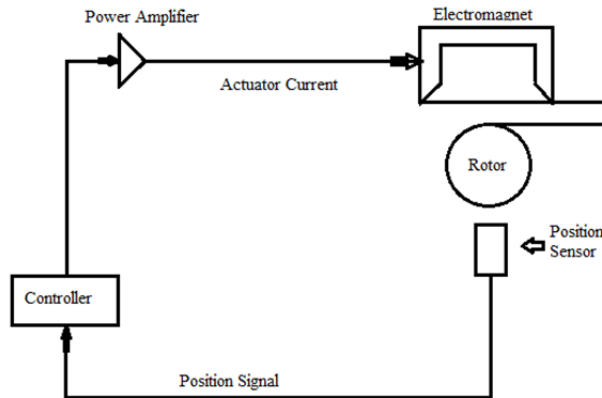 Power Amplifier
Electromagnet
Actuator Current
Rotor
Position
Sensor
Controller
Position Signal